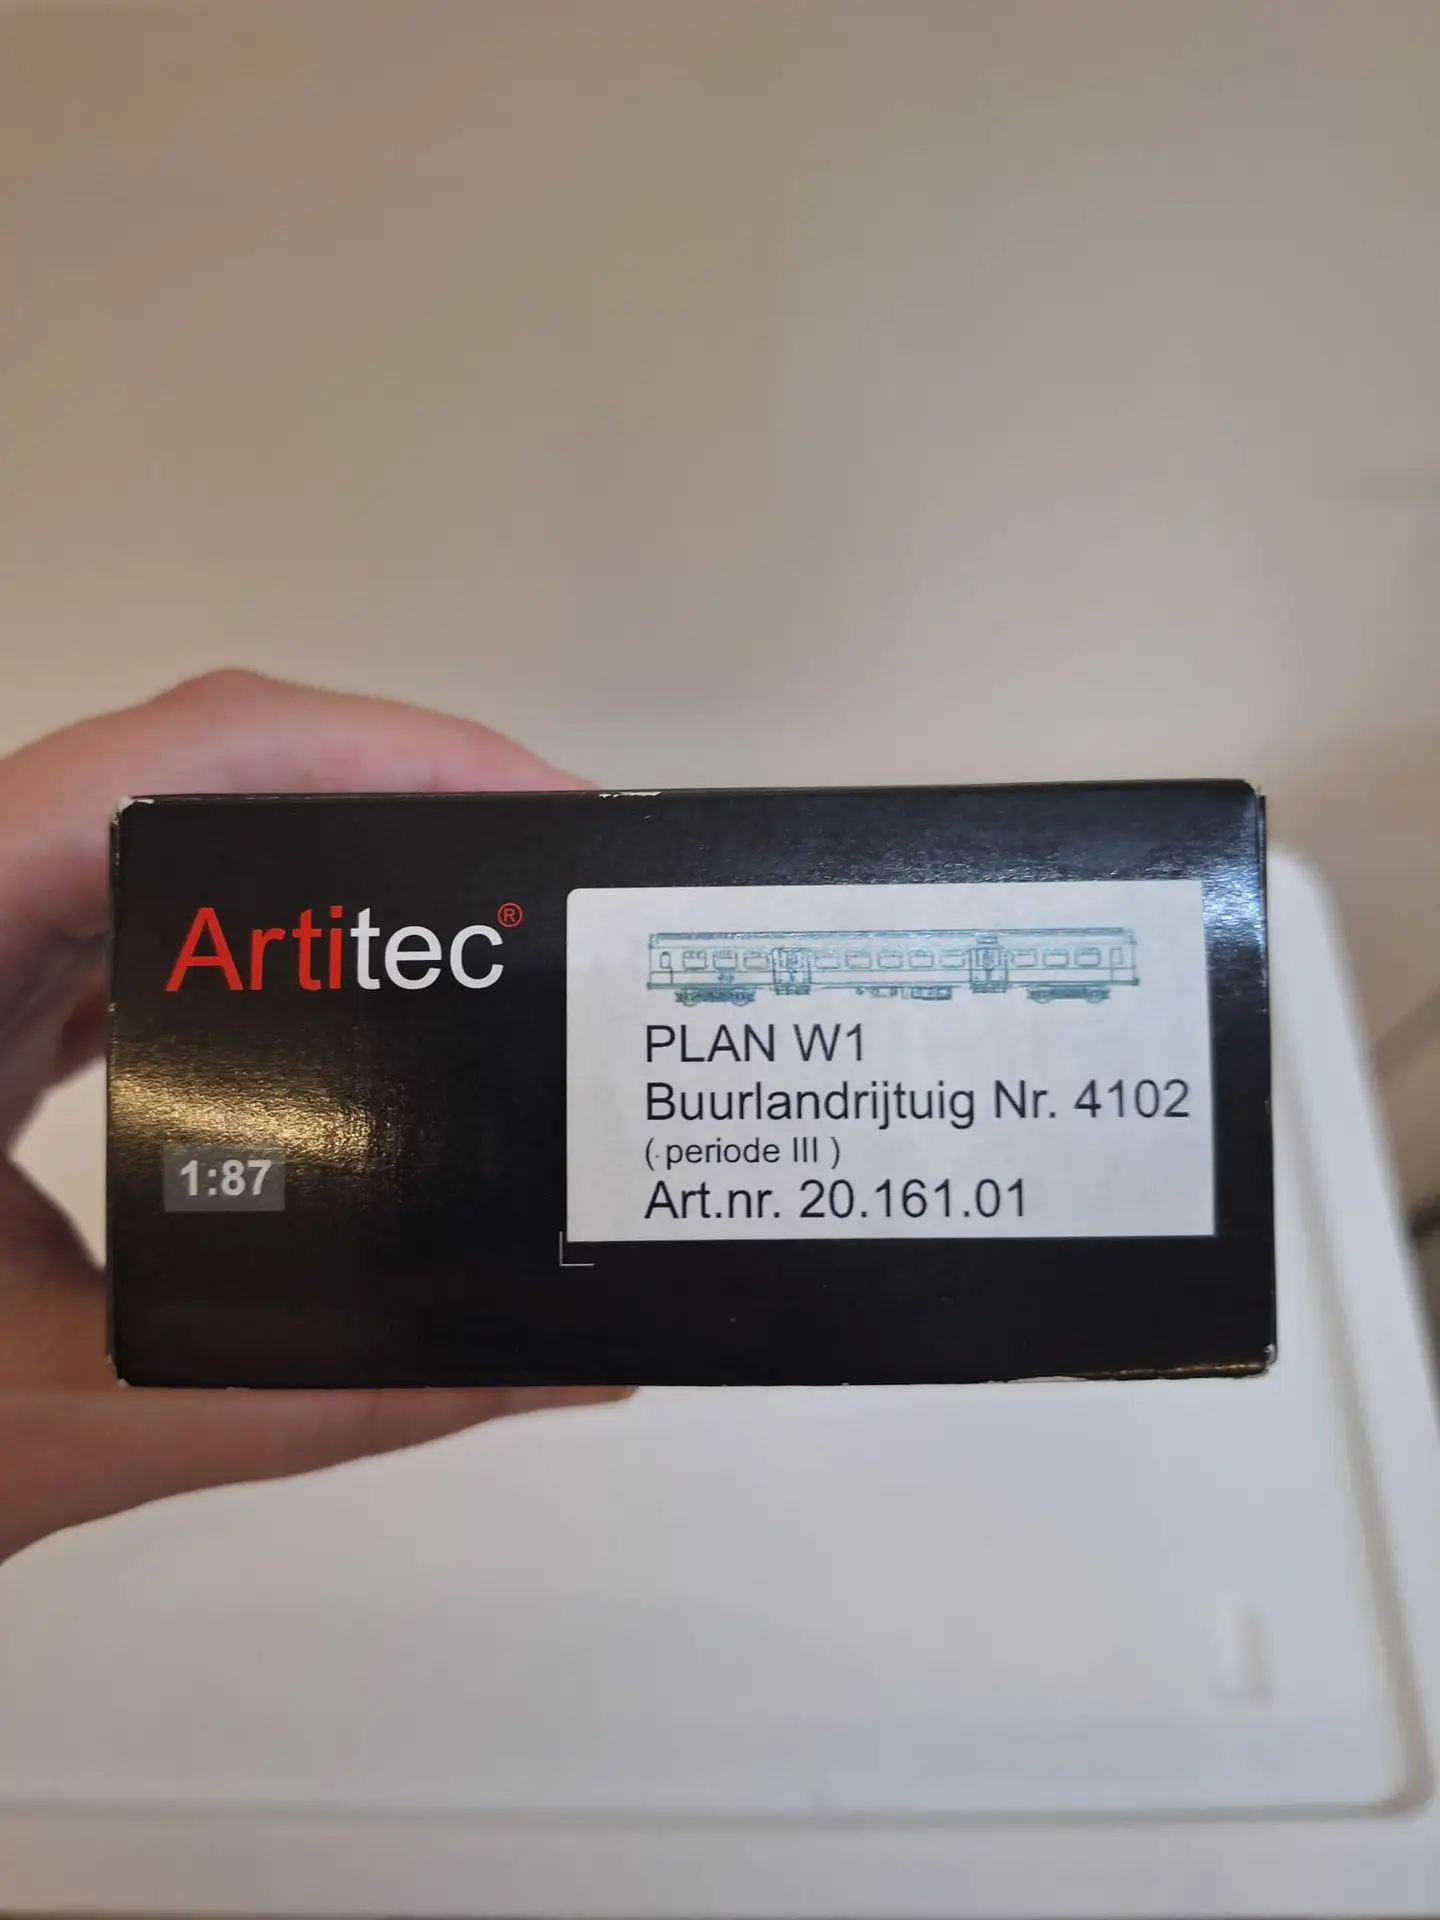 Artitec®
1:87
PLAN W1
Buurlandrijtuig Nr. 4102
( periode III )
Art.nr. 20.161.01